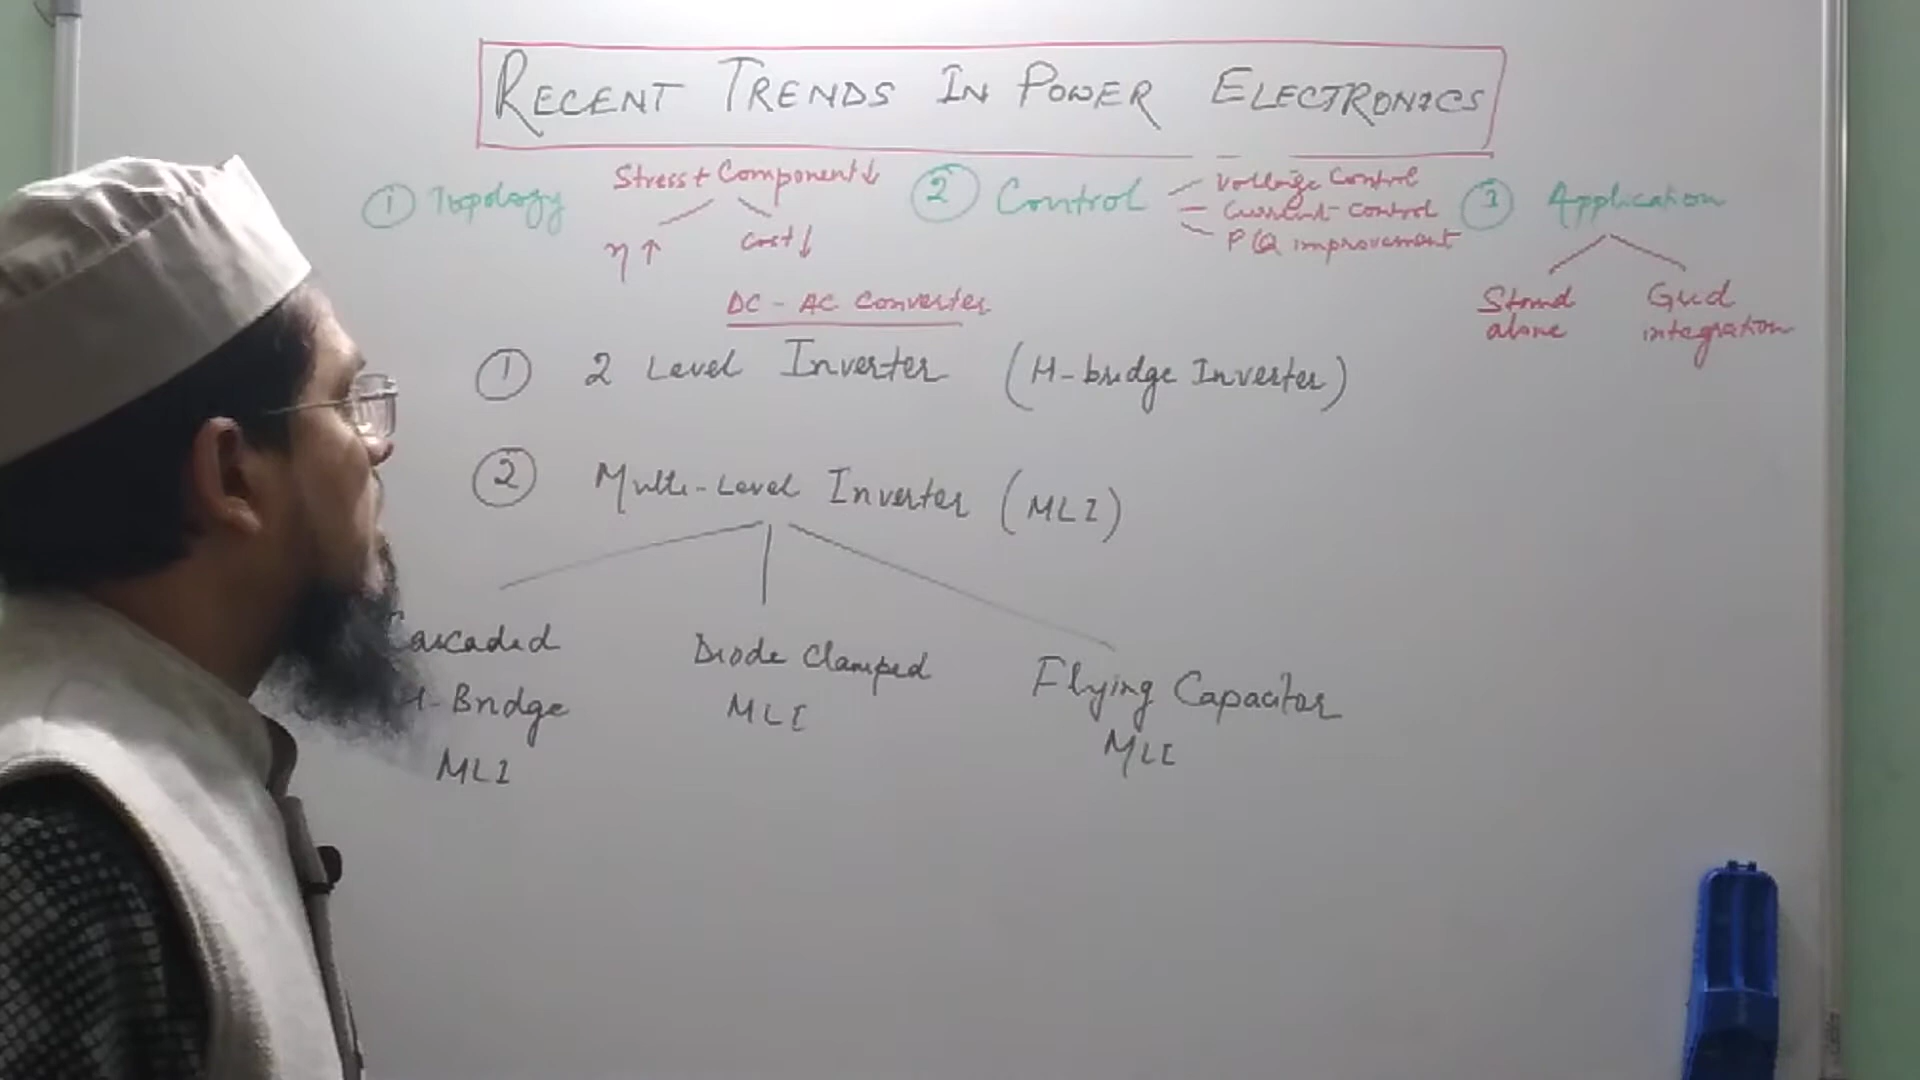 RECENT TRENDS IN POWER ELECTRONICS
① Topology
Stress + Component↓
η↑ Cost↓
② Control
Voltage Control
Current-Control
PQ improvement
③ Application
Stand alone
Grid integration
DC - AC Converter
① 2 Level Inverter (H-bridge Inverter)
② Multi-Level Inverter (MLI)
Cascaded
H-Bridge
MLI
Diode Clamped
MLI
Flying Capacitor
MLI